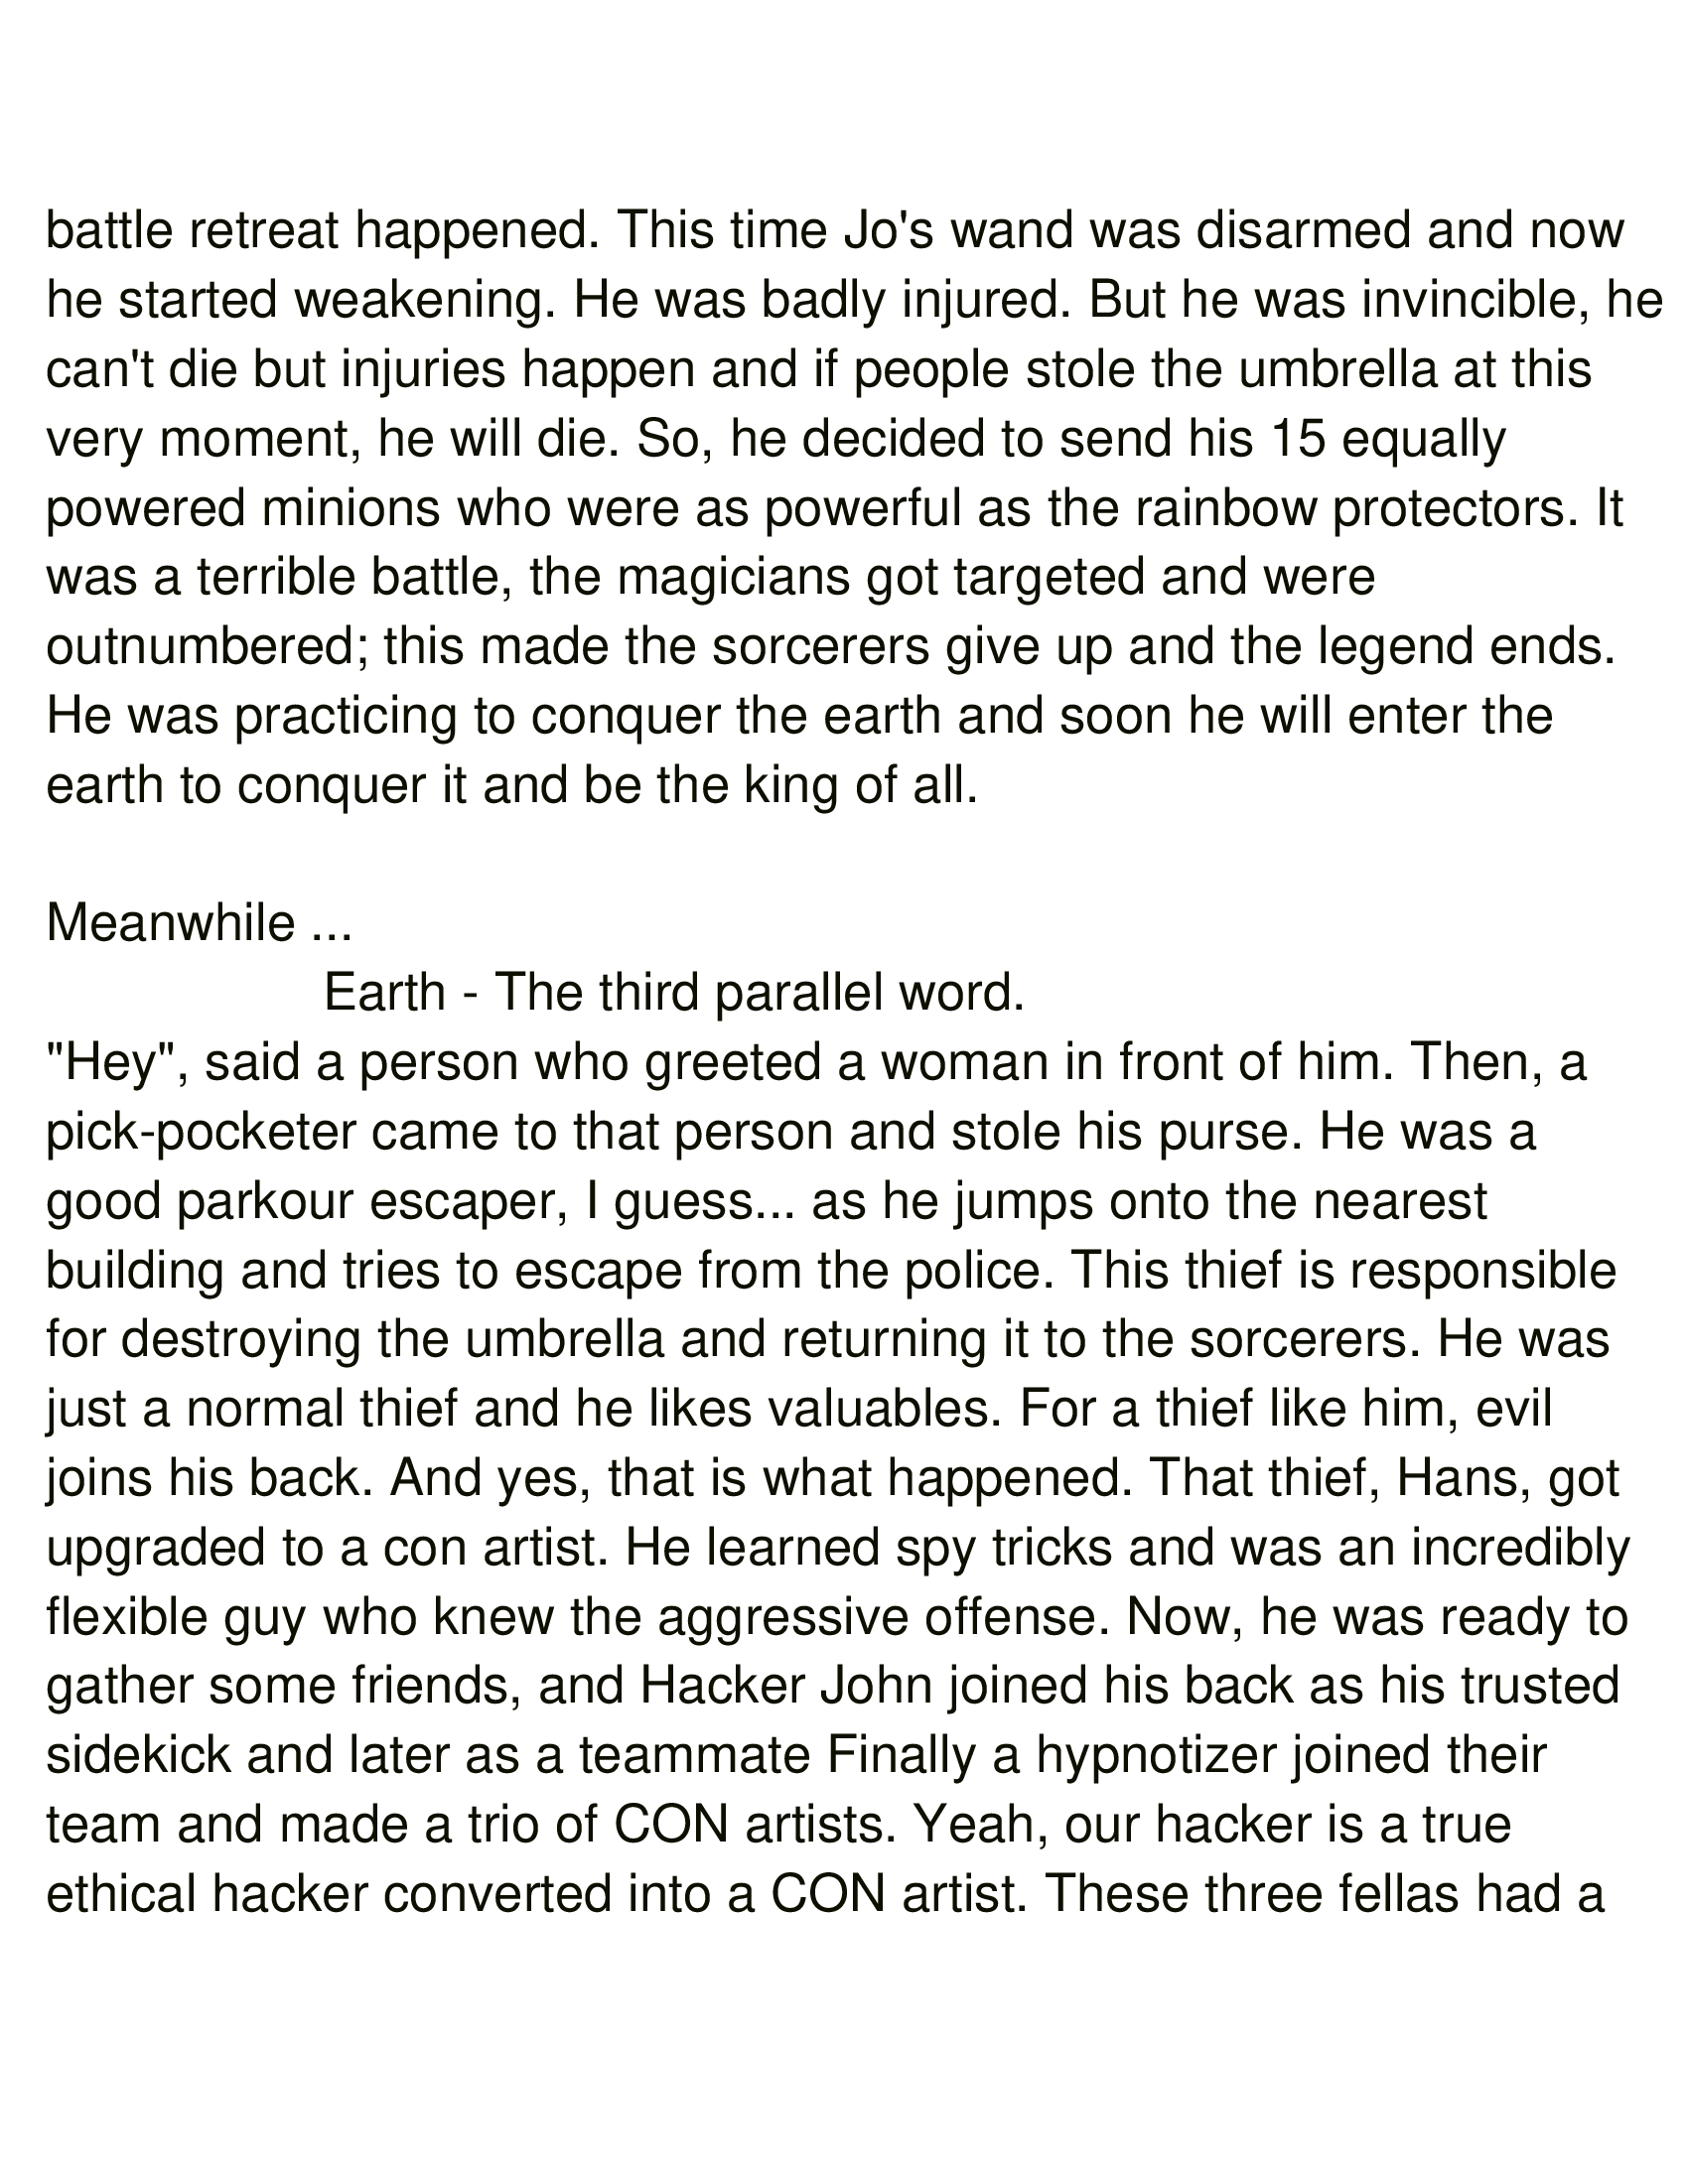 battle retreat happened. This time Jo's wand was disarmed and now
he started weakening. He was badly injured. But he was invincible, he
can't die but injuries happen and if people stole the umbrella at this
very moment, he will die. So, he decided to send his 15 equally
powered minions who were as powerful as the rainbow protectors. It
was a terrible battle, the magicians got targeted and were
outnumbered; this made the sorcerers give up and the legend ends.
He was practicing to conquer the earth and soon he will enter the
earth to conquer it and be the king of all.

Meanwhile ...
Earth - The third parallel word.
"Hey", said a person who greeted a woman in front of him. Then, a
pick-pocketer came to that person and stole his purse. He was a
good parkour escaper, I guess... as he jumps onto the nearest
building and tries to escape from the police. This thief is responsible
for destroying the umbrella and returning it to the sorcerers. He was
just a normal thief and he likes valuables. For a thief like him, evil
joins his back. And yes, that is what happened. That thief, Hans, got
upgraded to a con artist. He learned spy tricks and was an incredibly
flexible guy who knew the aggressive offense. Now, he was ready to
gather some friends, and Hacker John joined his back as his trusted
sidekick and later as a teammate Finally a hypnotizer joined their
team and made a trio of CON artists. Yeah, our hacker is a true
ethical hacker converted into a CON artist. These three fellas had a